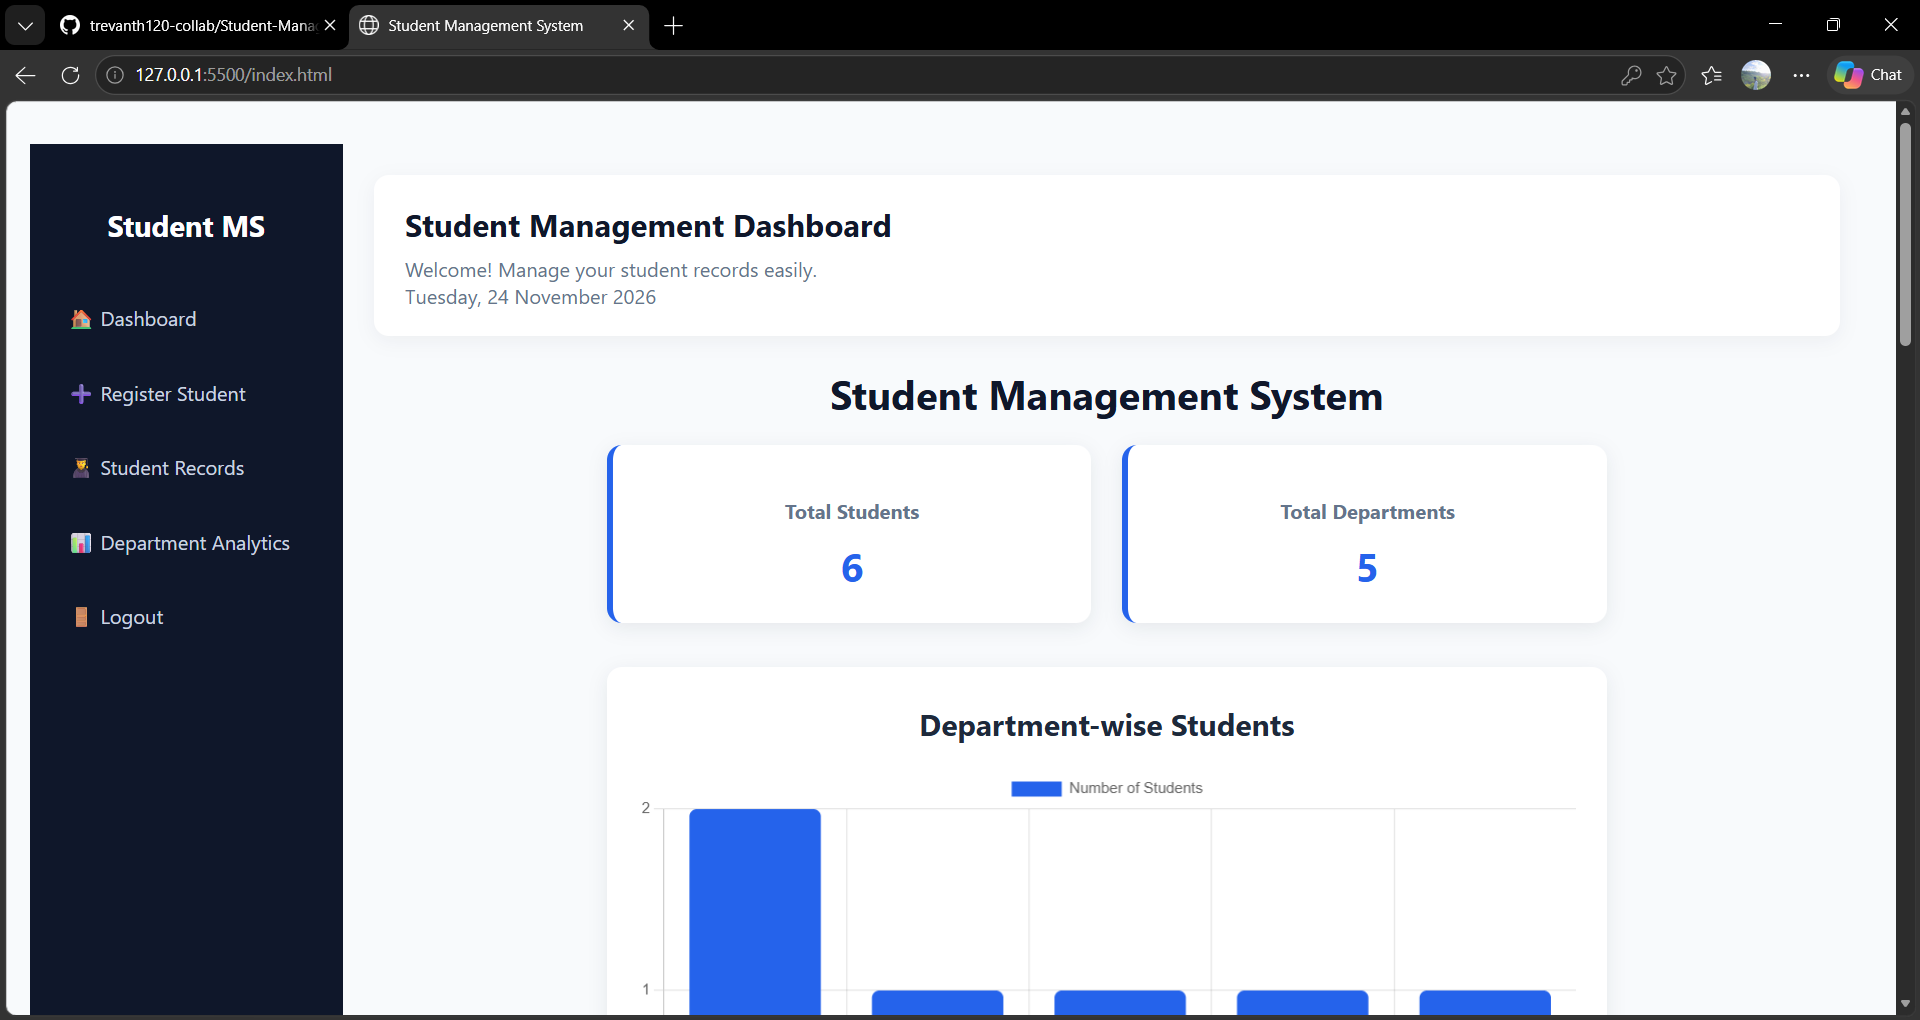 trevanth120-collab/Student-Mana
Student Management System
127.0.0.1:5500/index.html
Chat
Student MS
Dashboard
Register Student
Student Records
Department Analytics
Logout
Student Management Dashboard
Welcome! Manage your student records easily.
Tuesday, 24 November 2026
Student Management System
Total Students
6
Total Departments
5
Department-wise Students
Number of Students
2
1